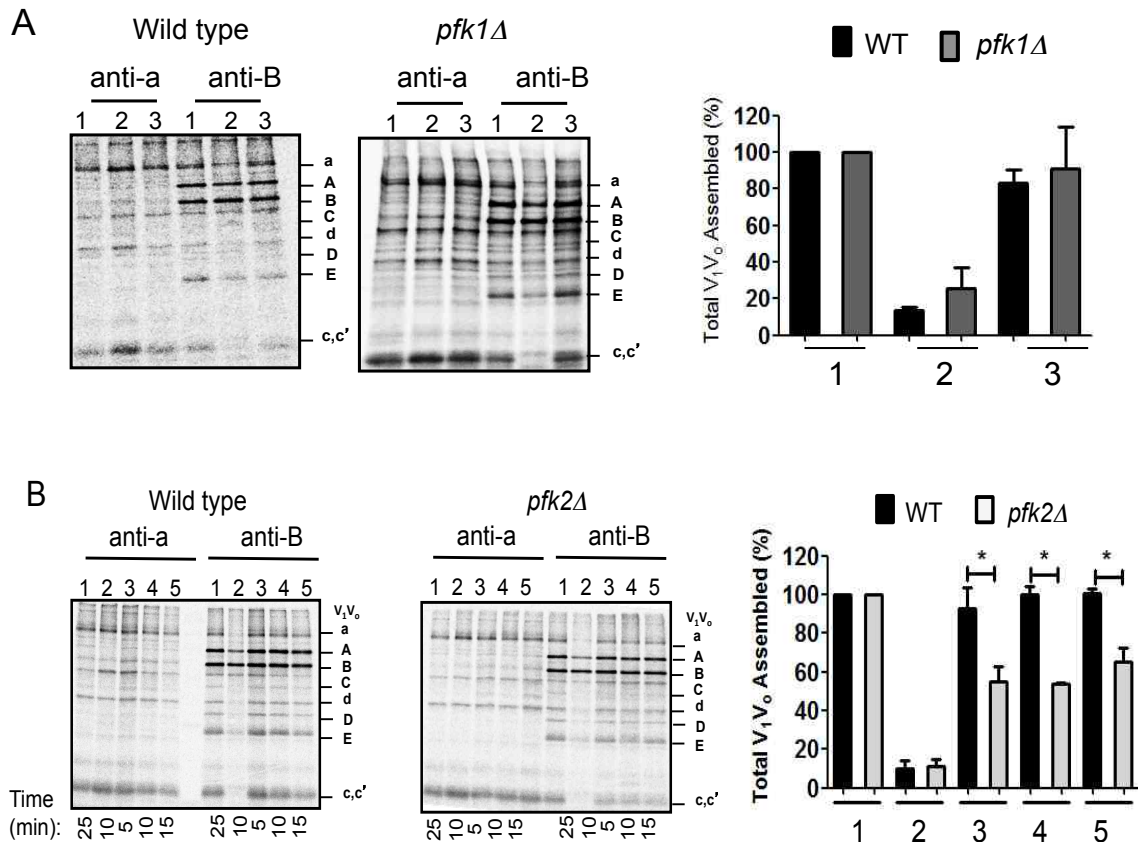 A
Wild type
anti-a anti-B
1 2 3 1 2 3
a
A
B
C
d
D
E
c,c'
pfk1Δ
anti-a anti-B
1 2 3 1 2 3
a
A
B
C
d
D
E
c,c'
WT pfk1Δ
Total V₁Vₒ Assembled (%)
120
100
80
60
40
20
0
1 2 3
B
Wild type
anti-a anti-B
1 2 3 4 5 1 2 3 4 5
V₁Vₒ
a
A
B
C
d
D
E
c,c'
Time
(min):
25 10 5 10 15 25 10 5 10 15
pfk2Δ
anti-a anti-B
1 2 3 4 5 1 2 3 4 5
V₁Vₒ
a
A
B
C
d
D
E
c,c'
25 10 5 10 15 25 10 5 10 15
WT pfk2Δ
Total V₁Vₒ Assembled (%)
120
100
80
60
40
20
0
* * *
1 2 3 4 5